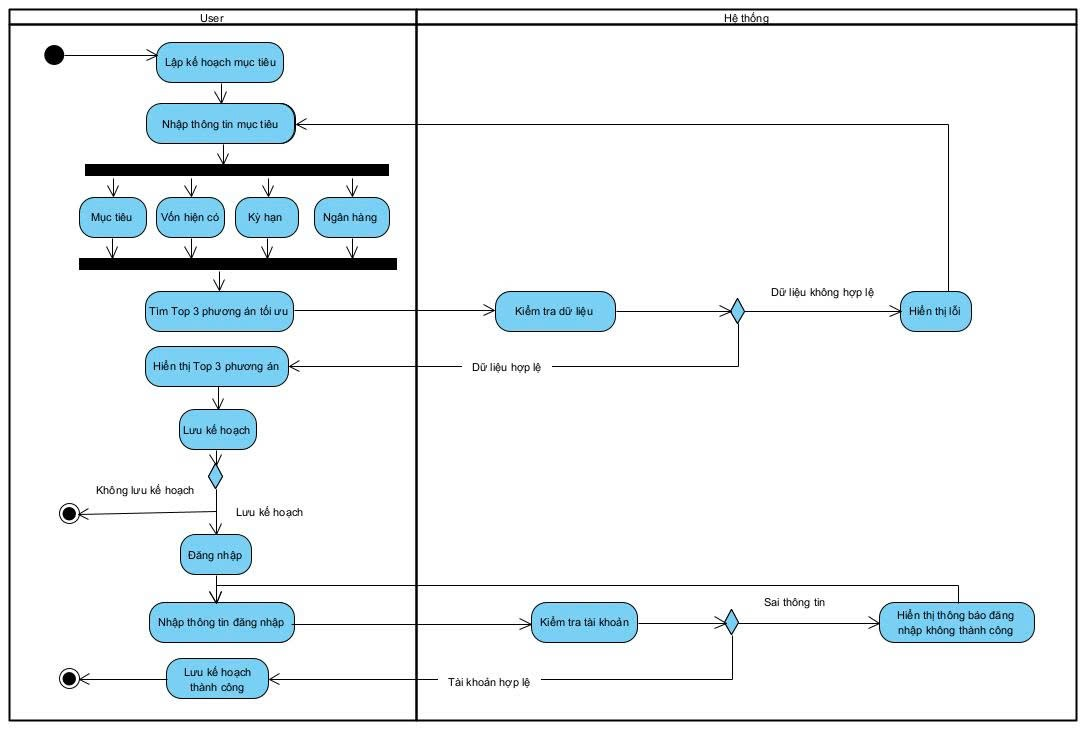 User
Hệ thống
Lập kế hoạch mục tiêu
Nhập thông tin mục tiêu
Mục tiêu
Vốn hiện có
Kỳ hạn
Ngân hàng
Tìm Top 3 phương án tối ưu
Kiểm tra dữ liệu
Dữ liệu không hợp lệ
Hiển thị lỗi
Hiển thị Top 3 phương án
Dữ liệu hợp lệ
Lưu kế hoạch
Không lưu kế hoạch
Lưu kế hoạch
Đăng nhập
Nhập thông tin đăng nhập
Kiểm tra tài khoản
Sai thông tin
Hiển thị thông báo đăng
nhập không thành công
Lưu kế hoạch
thành công
Tài khoản hợp lệ